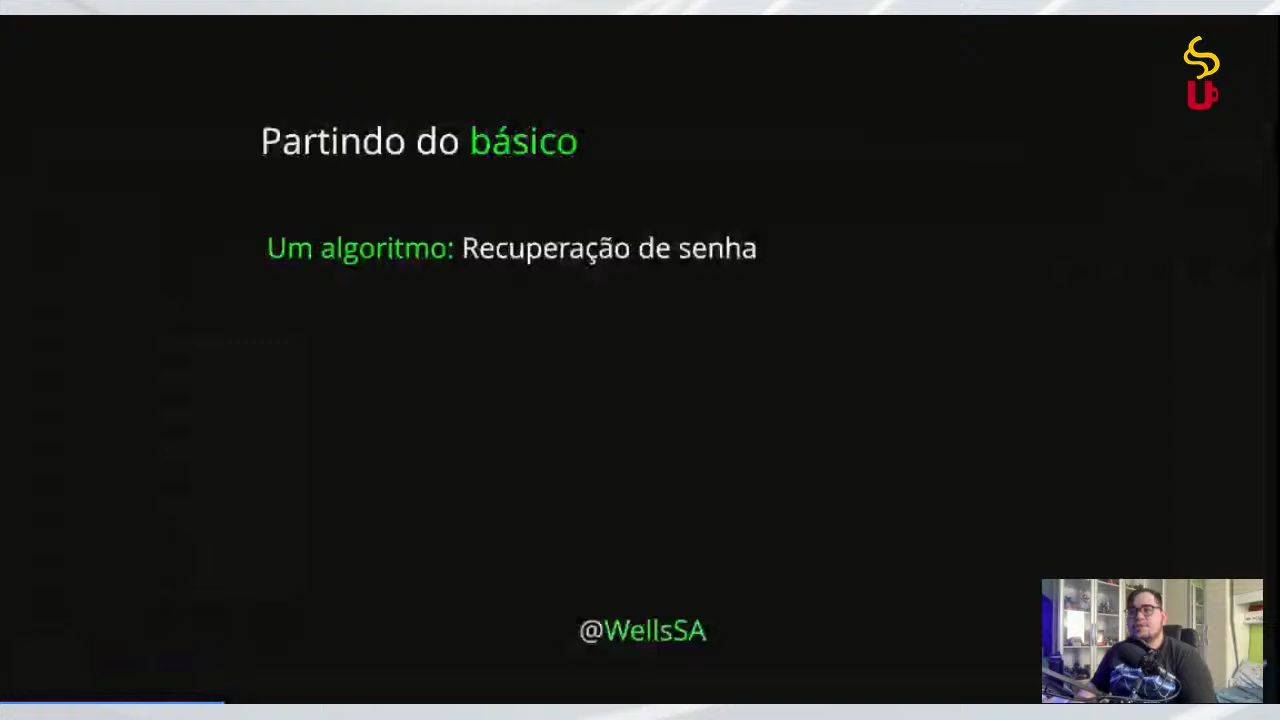 Partindo do básico
Um algoritmo: Recuperação de senha
@WellsSA